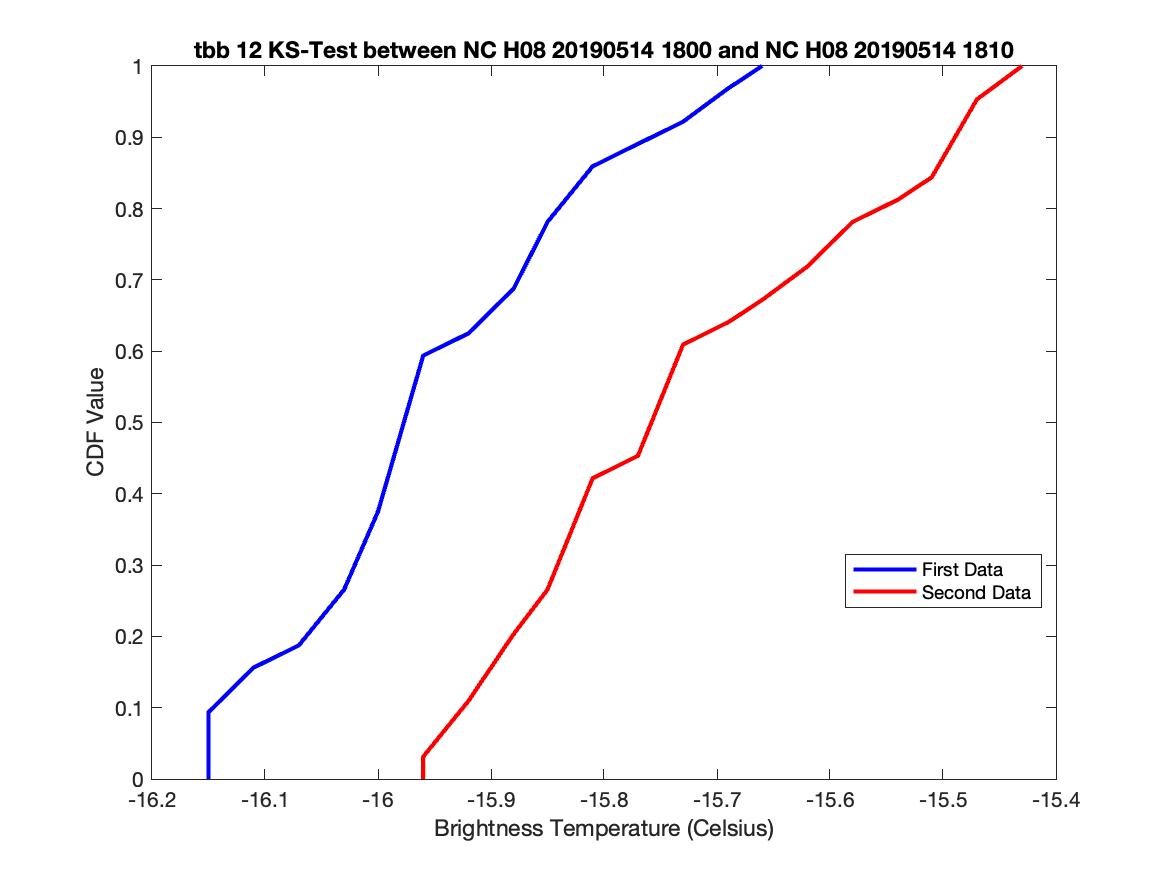 tbb 12 KS-Test between NC H08 20190514 1800 and NC H08 20190514 1810
1
0.9
0.8
0.7
0.6
0.5
0.4
0.3
0.2
0.1
0
CDF Value
First Data
Second Data
-16.2 -16.1 -16 -15.9 -15.8 -15.7 -15.6 -15.5 -15.4
Brightness Temperature (Celsius)